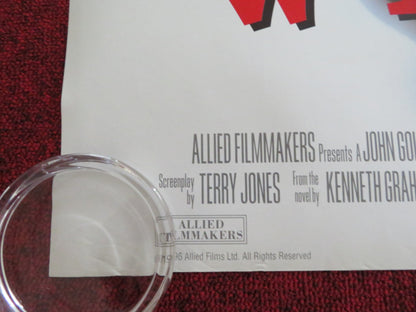 W
ALLIED FILMMAKERS Presents A JOHN GOL
Screenplay by TERRY JONES From the novel by KENNETH GRAH
ALLIED
FILMMAKERS
96 Allied Films Ltd. All Rights Reserved